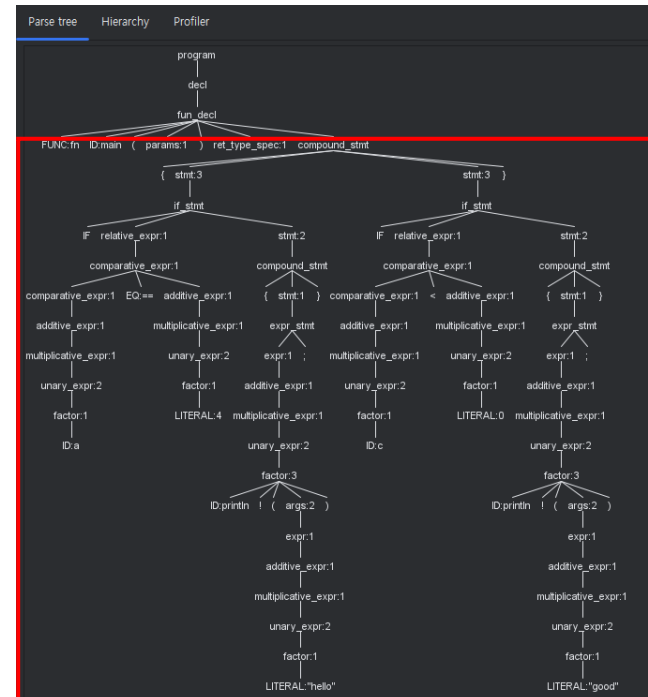 Parse tree Hierarchy Profiler
program
decl
fun_decl
FUNC:fn ID:main ( params:1 ) ret_type_spec:1 compound_stmt
{ stmt:3 stmt:3 }
if_stmt if_stmt
IF relative_expr:1 stmt:2 IF relative_expr:1 stmt:2
comparative_expr:1 compound_stmt comparative_expr:1 compound_stmt
comparative_expr:1 EQ:== additive_expr:1 { stmt:1 } comparative_expr:1 < additive_expr:1 { stmt:1 }
additive_expr:1 multiplicative_expr:1 expr_stmt additive_expr:1 multiplicative_expr:1 expr_stmt
multiplicative_expr:1 unary_expr:2 expr:1 ; multiplicative_expr:1 unary_expr:2 expr:1 ;
unary_expr:2 factor:1 additive_expr:1 unary_expr:2 factor:1 additive_expr:1
factor:1 LITERAL:4 multiplicative_expr:1 factor:1 LITERAL:0 multiplicative_expr:1
ID:a unary_expr:2 ID:c unary_expr:2
factor:3 factor:3
ID:println ! ( args:2 ) ID:println ! ( args:2 )
expr:1 expr:1
additive_expr:1 additive_expr:1
multiplicative_expr:1 multiplicative_expr:1
unary_expr:2 unary_expr:2
factor:1 factor:1
LITERAL:"hello" LITERAL:"good"